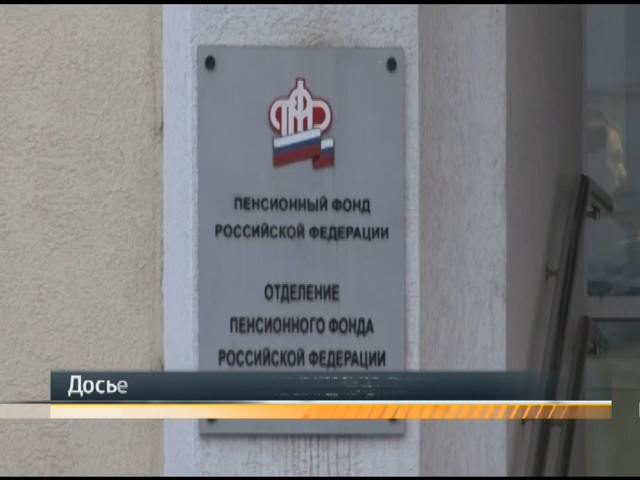 ПЕНСИОННЫЙ ФОНД
РОССИЙСКОЙ ФЕДЕРАЦИИ
ОТДЕЛЕНИЕ
ПЕНСИОННОГО ФОНДА
РОССИЙСКОЙ ФЕДЕРАЦИИ
Досье